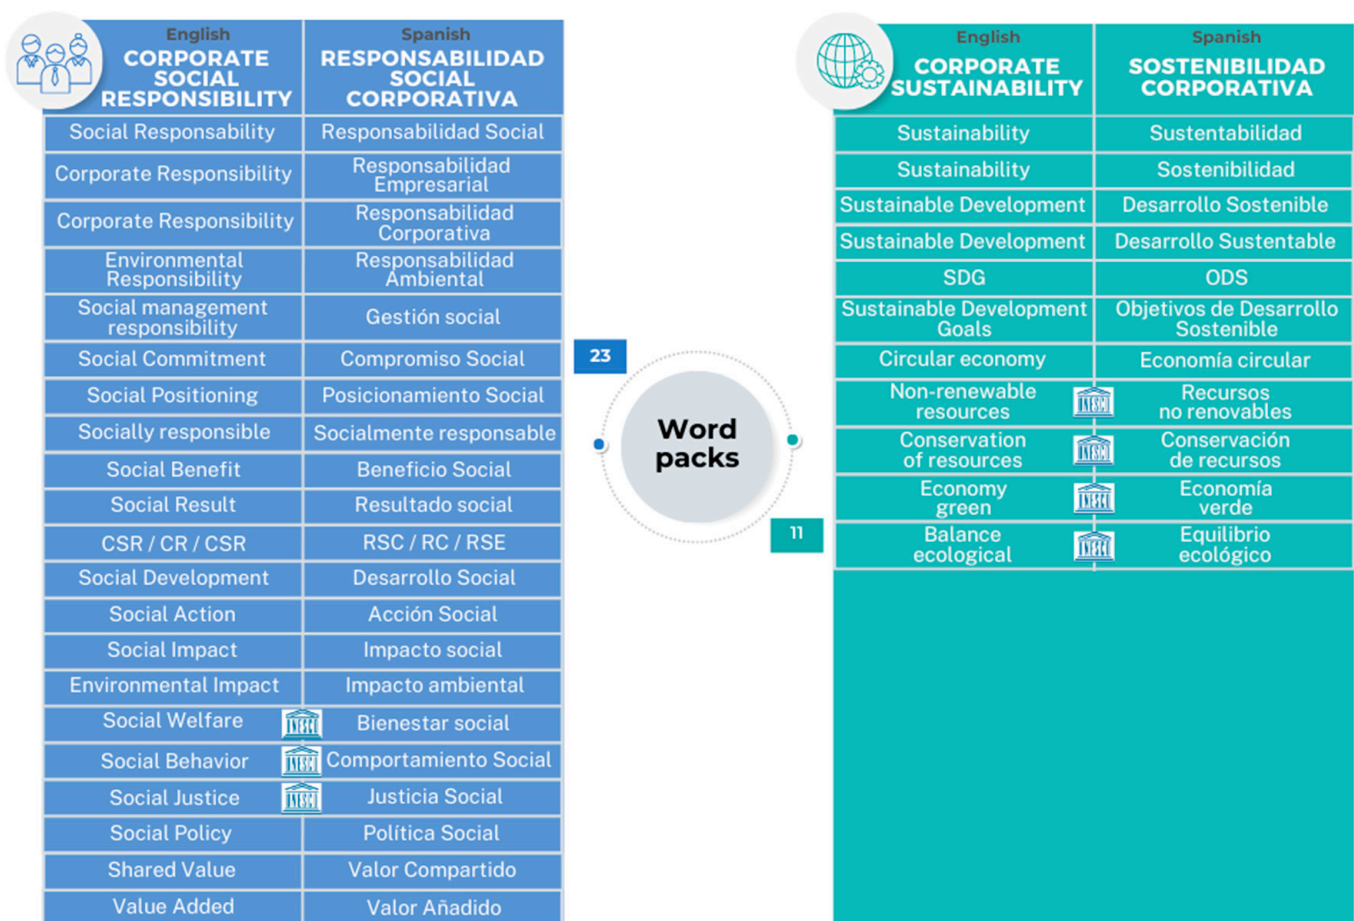 English
CORPORATE
SOCIAL
RESPONSIBILITY
Spanish
RESPONSABILIDAD
SOCIAL
CORPORATIVA
Social Responsability
Responsabilidad Social
Corporate Responsibility
Responsabilidad
Empresarial
Corporate Responsibility
Responsabilidad
Corporativa
Environmental
Responsibility
Responsabilidad
Ambiental
Social management
responsibility
Gestión social
Social Commitment
Compromiso Social
Social Positioning
Posicionamiento Social
Socially responsible
Socialmente responsable
Social Benefit
Beneficio Social
Social Result
Resultado social
CSR / CR / CSR
RSC / RC / RSE
Social Development
Desarrollo Social
Social Action
Acción Social
Social Impact
Impacto social
Environmental Impact
Impacto ambiental
Social Welfare
UNESCO
Bienestar social
Social Behavior
UNESCO
Comportamiento Social
Social Justice
UNESCO
Justicia Social
Social Policy
Política Social
Shared Value
Valor Compartido
Value Added
Valor Añadido
23
Word
packs
11
English
CORPORATE
SUSTAINABILITY
Spanish
SOSTENIBILIDAD
CORPORATIVA
Sustainability
Sustentabilidad
Sustainability
Sostenibilidad
Sustainable Development
Desarrollo Sostenible
Sustainable Development
Desarrollo Sustentable
SDG
ODS
Sustainable Development
Goals
Objetivos de Desarrollo
Sostenible
Circular economy
Economía circular
Non-renewable
resources
UNESCO
Recursos
no renovables
Conservation
of resources
UNESCO
Conservación
de recursos
Economy
green
UNESCO
Economía
verde
Balance
ecological
UNESCO
Equilibrio
ecológico